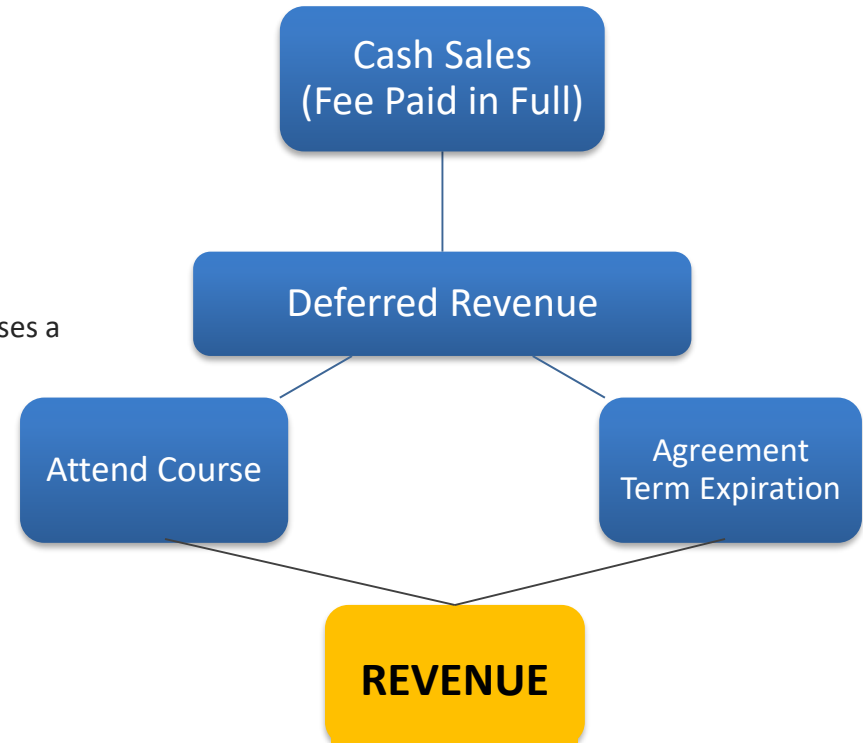 Cash Sales
(Fee Paid in Full)
Deferred Revenue
ses a
Attend Course
Agreement
Term Expiration
REVENUE